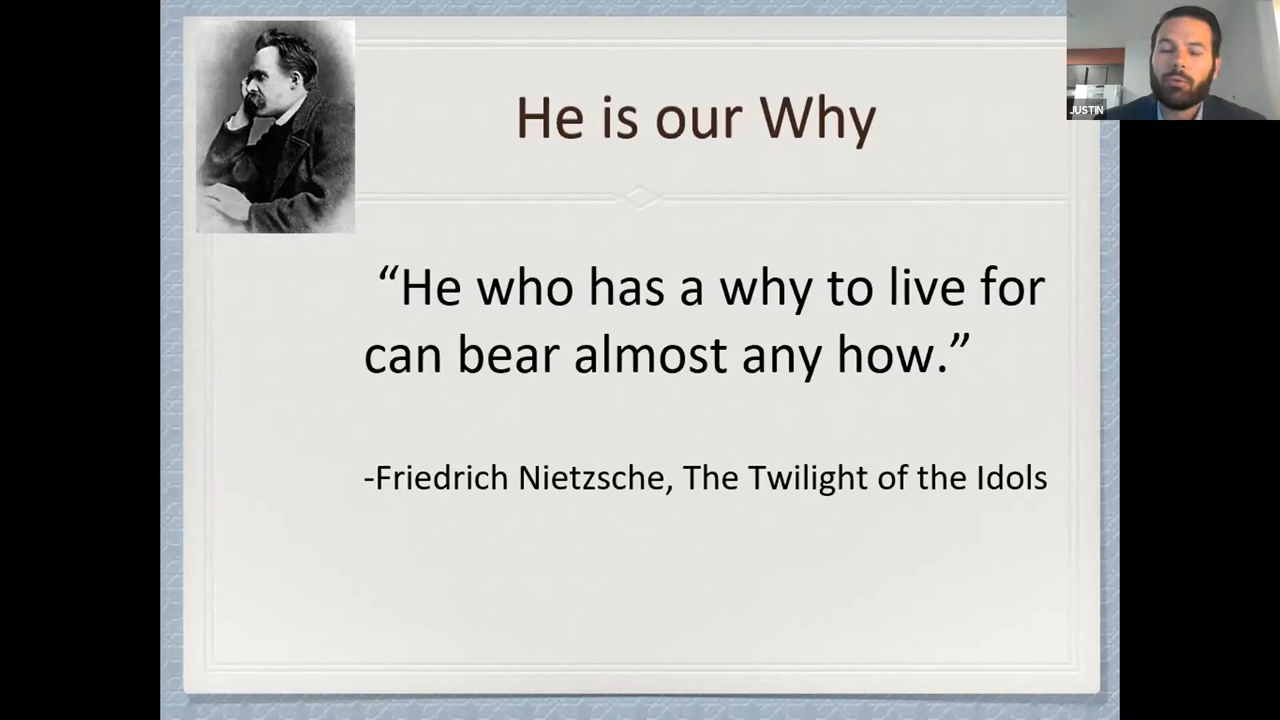 He is our Why
JUSTIN
“He who has a why to live for
can bear almost any how.”
-Friedrich Nietzsche, The Twilight of the Idols